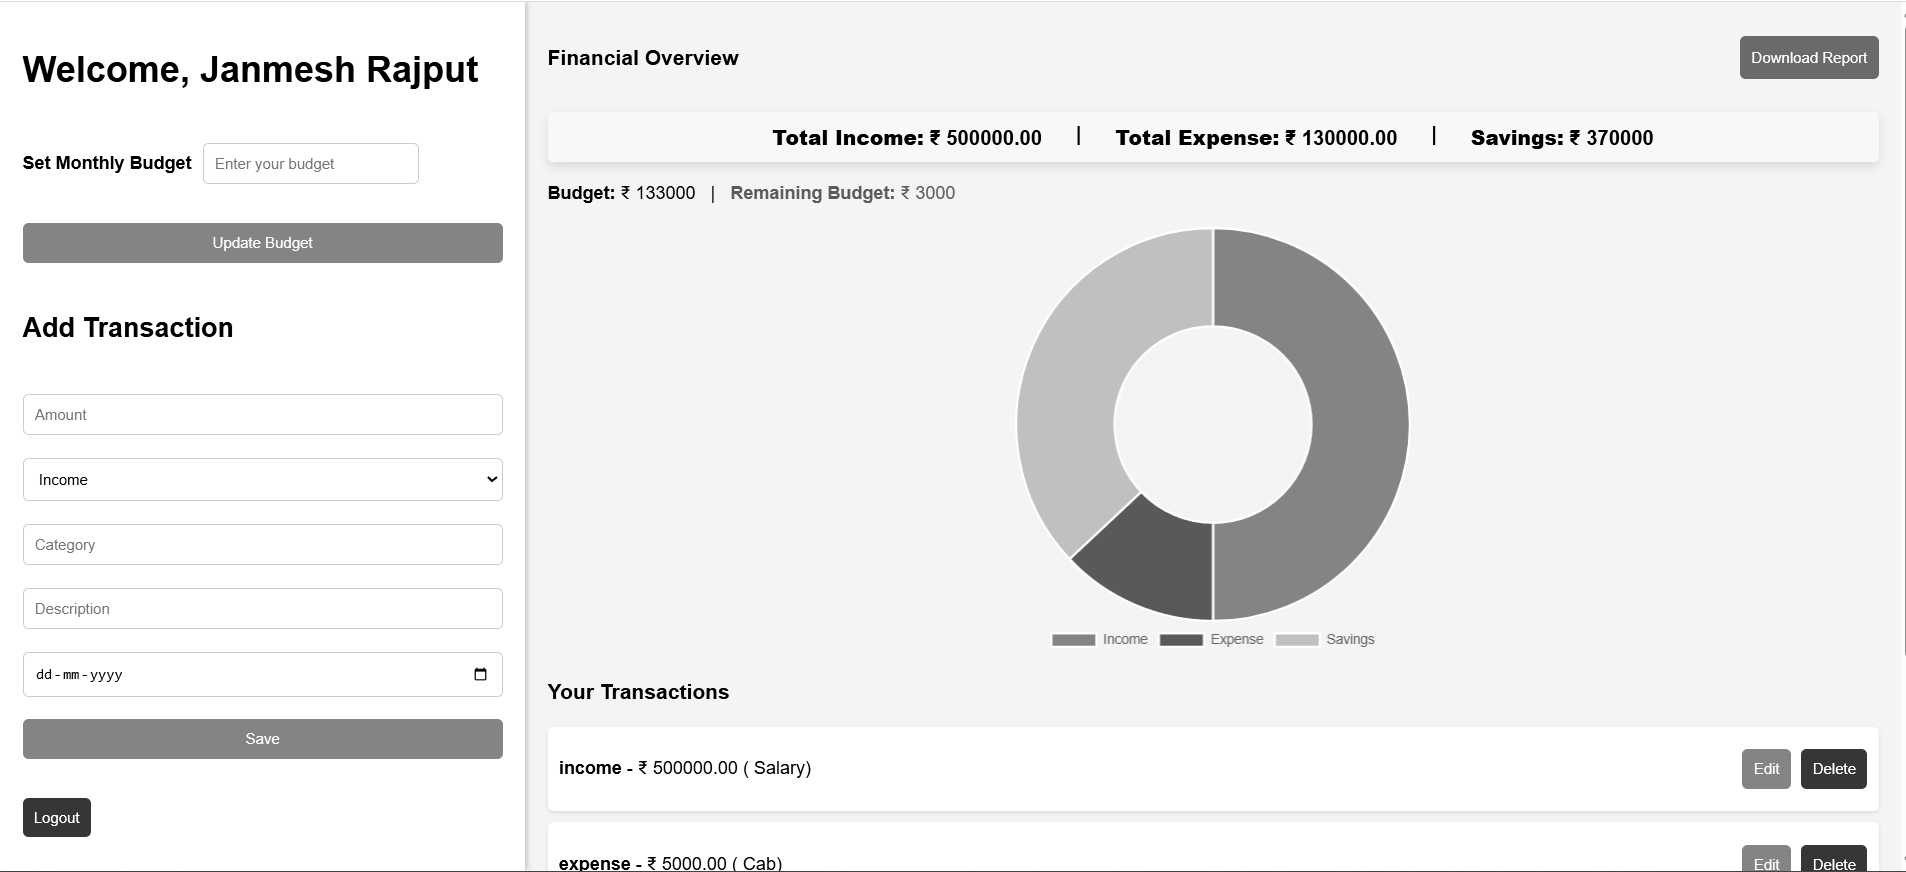 Welcome, Janmesh Rajput
Set Monthly Budget
Enter your budget
Update Budget
Add Transaction
Amount
Income
Category
Description
dd-mm-yyyy
Save
Logout
Financial Overview
Download Report
Total Income: ₹ 500000.00 | Total Expense: ₹ 130000.00 | Savings: ₹ 370000
Budget: ₹ 133000 | Remaining Budget: ₹ 3000
Income Expense Savings
Your Transactions
income - ₹ 500000.00 ( Salary)
Edit Delete
expense - ₹ 5000.00 ( Cab)
Edit Delete